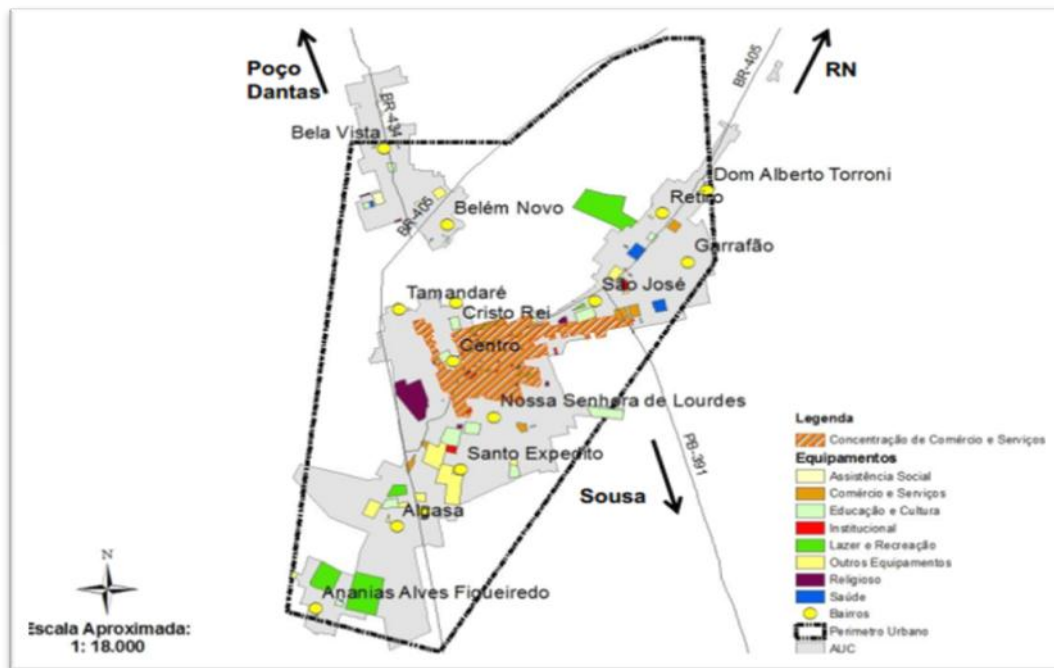 Poço
Dantas
BR-434
BR-405
RN
Bela Vista
Dom Alberto Torroni
Retiro
BR-405
Belém Novo
Garrafão
Tamandaré
São José
Cristo Rei
Centro
Nossa Senhora de Lourdes
Santo Expedito
Sousa
PB-391
Algasa
Ananias Alves Figueiredo
N
Escala Aproximada:
1: 18.000
Legenda
Concentração de Comércio e Serviços
Equipamentos
Assistência Social
Comércio e Serviços
Educação e Cultura
Institucional
Lazer e Recreação
Outros Equipamentos
Religioso
Saúde
Bairros
Perimetro Urbano
AUC